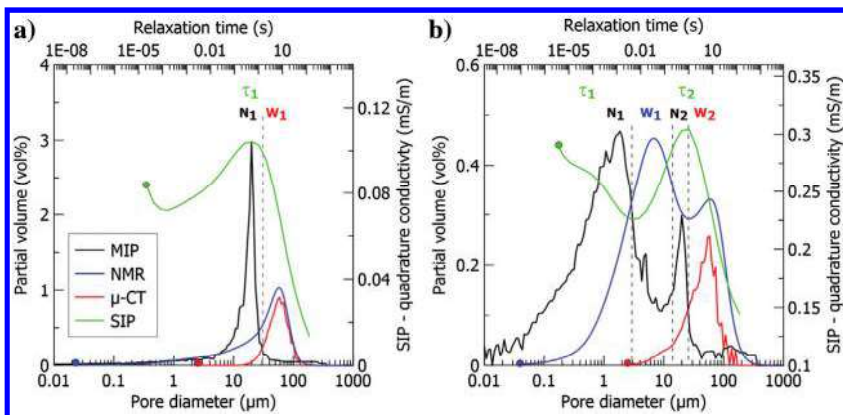 a)
Relaxation time (s)
1E-08 1E-05 0.01 10
τ1
N1 W1
Partial volume (vol%)
4
3
2
1
0
MIP
NMR
μ-CT
SIP
0.12
0.08
0.04
0
SIP - quadrature conductivity (mS/m)
0.01 0.1 1 10 100 1000
Pore diameter (μm)
b)
Relaxation time (s)
1E-08 1E-05 0.01 10
τ1 τ2
N1 W1 N2 W2
Partial volume (vol%)
0.6
0.4
0.2
0.0
0.35
0.3
0.25
0.2
0.15
0.1
SIP - quadrature conductivity (mS/m)
0.01 0.1 1 10 100 1000
Pore diameter (μm)